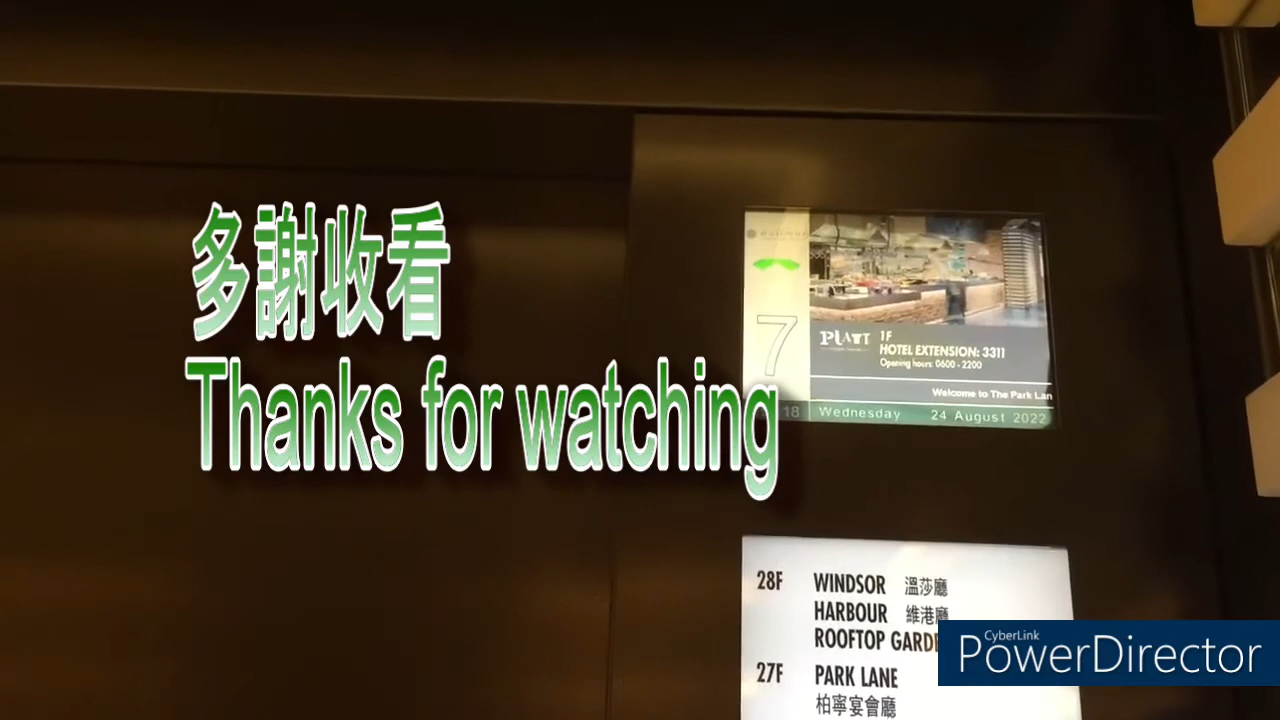 多謝收看
Thanks for watching
7
PLAYT
1F
HOTEL EXTENSION: 3311
Opening hours: 0600 - 2200
Welcome to The Park Lan
18 Wednesday 24 August 2022
28F WINDSOR 溫莎廳
HARBOUR 維港廳
ROOFTOP GARDE
27F PARK LANE
柏寧宴會廳
CyberLink
PowerDirector